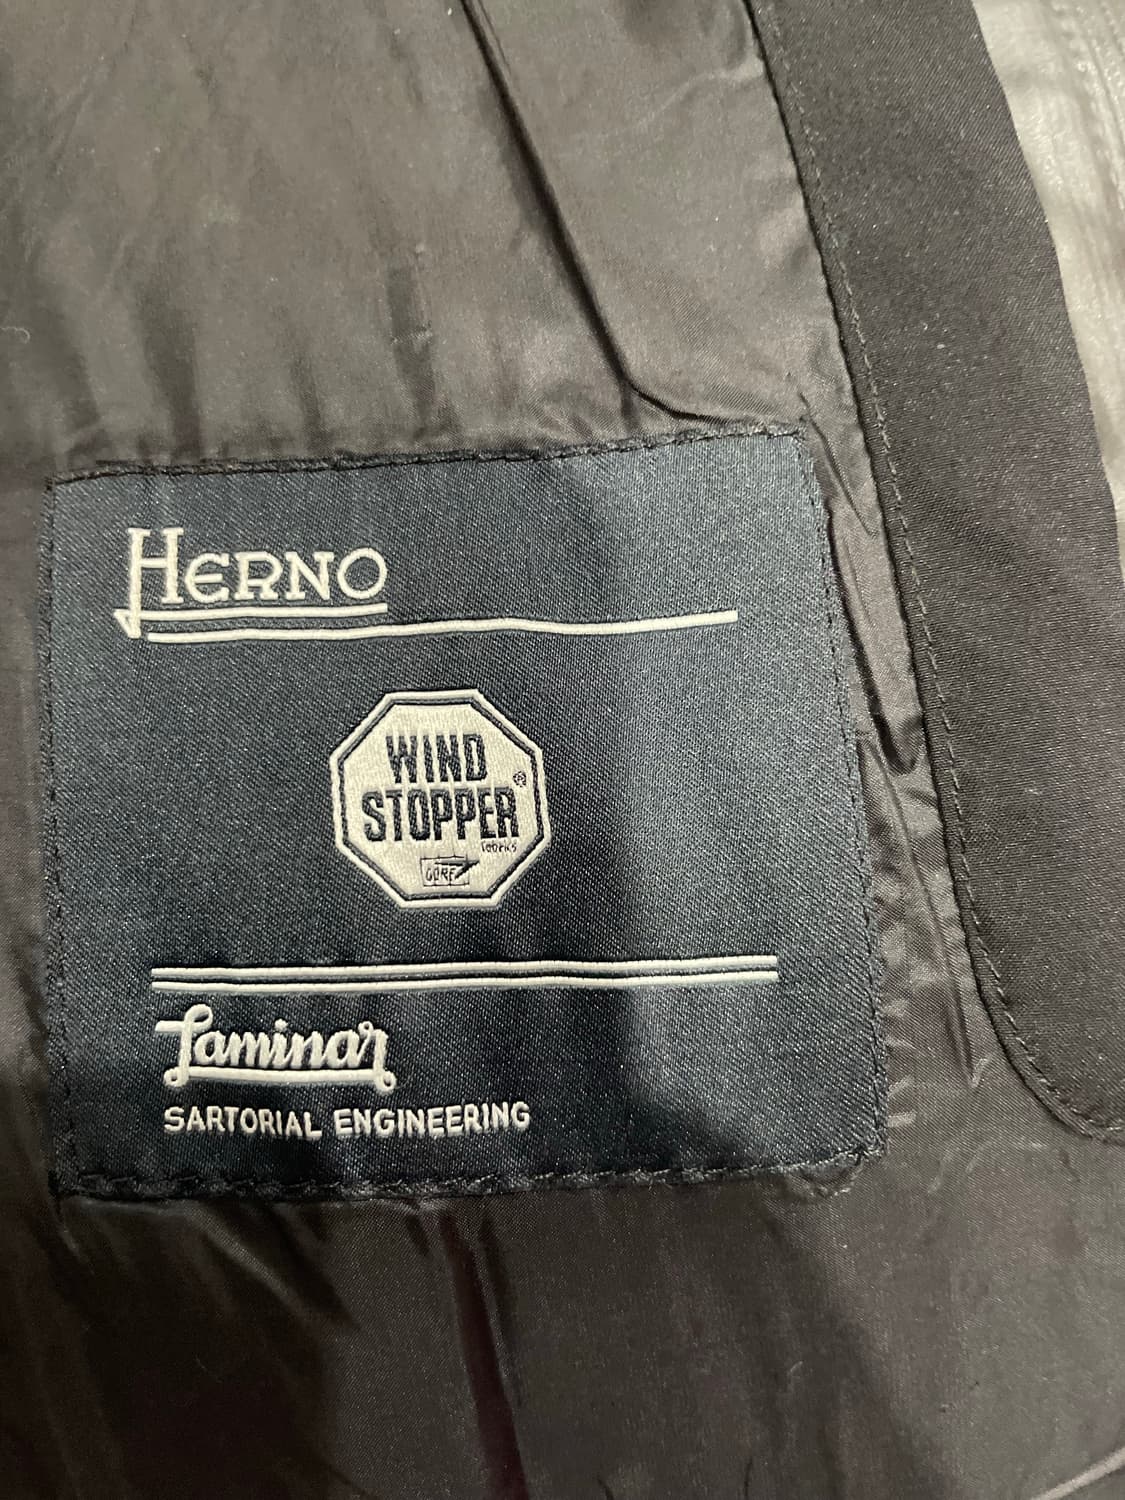 HERNO
WIND
STOPPER®
GORE
Laminar
SARTORIAL ENGINEERING